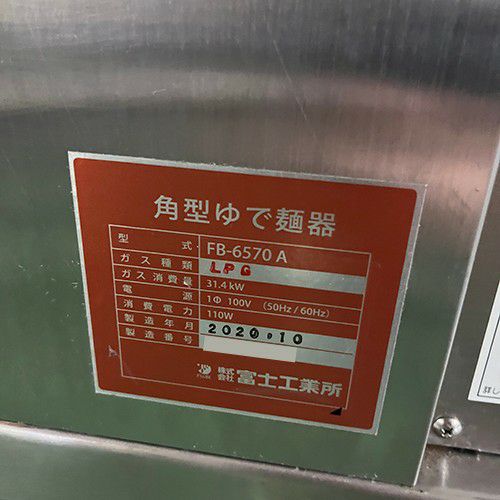 角型ゆで麺器
型式 FB-6570 A
ガス種類 LPG
ガス消費量 31.4 kW
電源 1Φ 100V (50Hz / 60Hz)
消費電力 110W
製造年月 2020 10
製造番号
株式会社 富士工業所